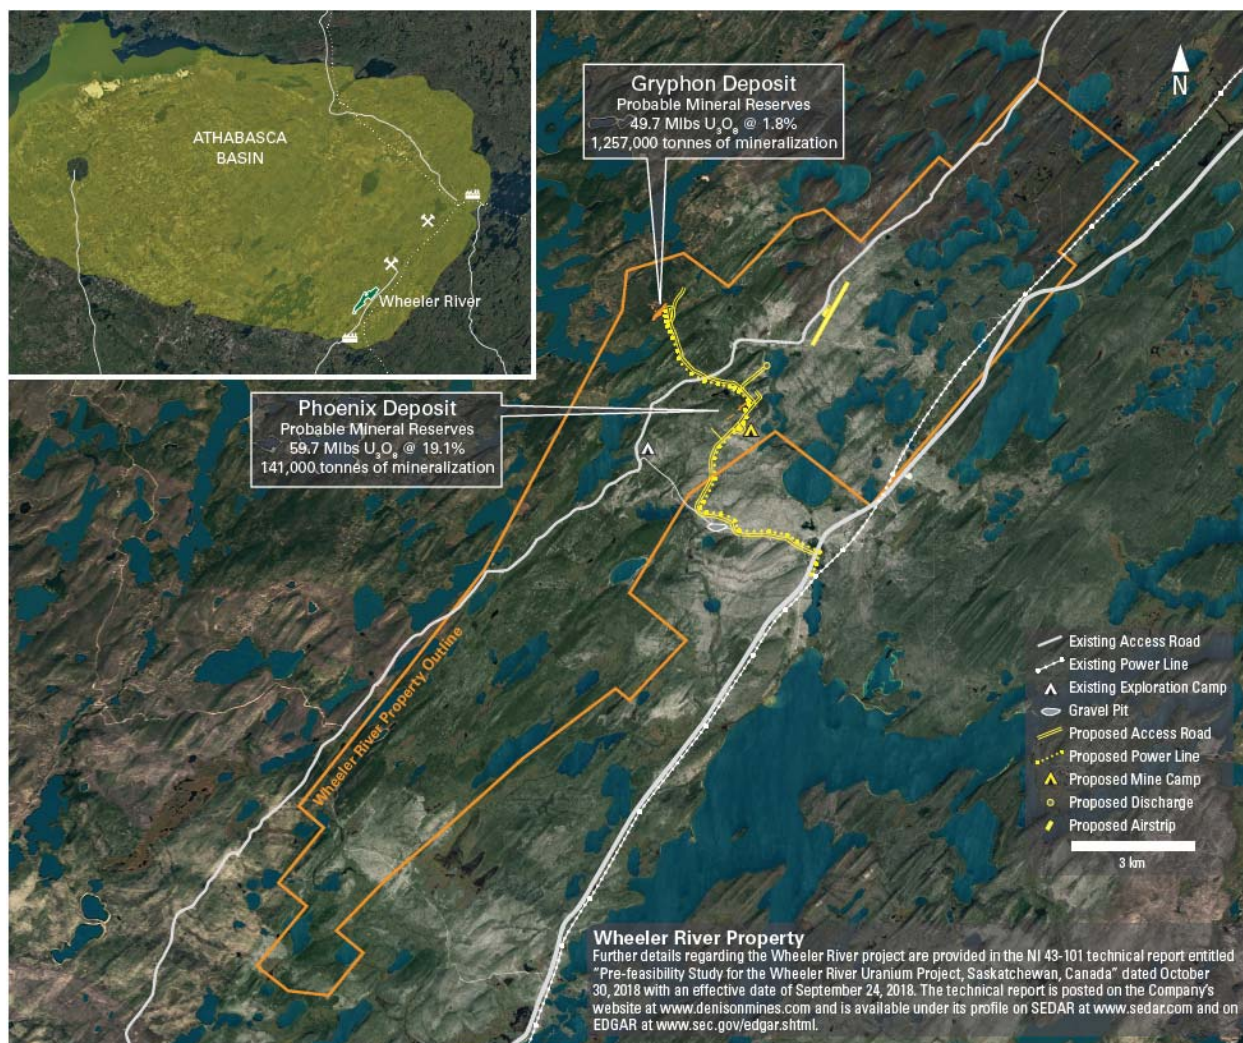 ATHABASCA
BASIN
Wheeler River
Gryphon Deposit
Probable Mineral Reserves
49.7 Mlbs U₃O₈ @ 1.8%
1,257,000 tonnes of mineralization
N
Phoenix Deposit
Probable Mineral Reserves
59.7 Mlbs U₃O₈ @ 19.1%
141,000 tonnes of mineralization
Wheeler River Property Outline
Existing Access Road
Existing Power Line
Existing Exploration Camp
Gravel Pit
Proposed Access Road
Proposed Power Line
Proposed Mine Camp
Proposed Discharge
Proposed Airstrip
3 km
Wheeler River Property
Further details regarding the Wheeler River project are provided in the NI 43-101 technical report entitled
"Pre-feasibility Study for the Wheeler River Uranium Project, Saskatchewan, Canada" dated October
30, 2018 with an effective date of September 24, 2018. The technical report is posted on the Company's
website at www.denisonmines.com and is available under its profile on SEDAR at www.sedar.com and on
EDGAR at www.sec.gov/edgar.shtml.